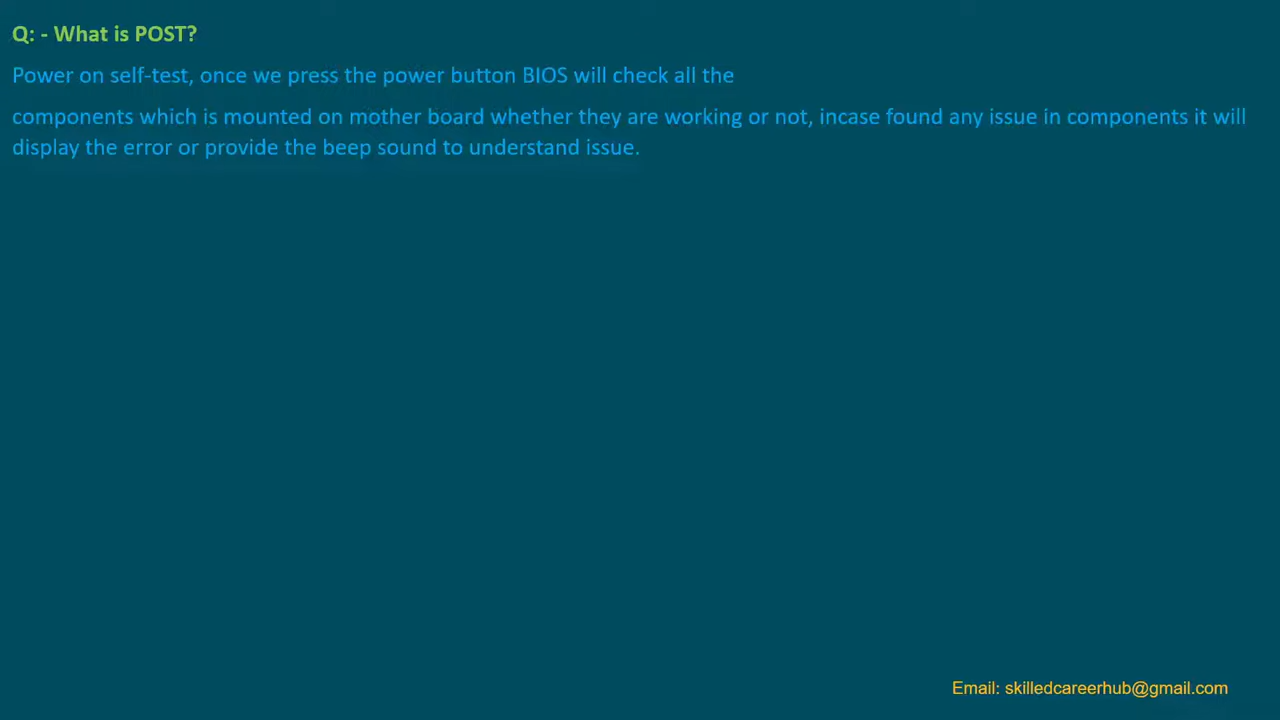 Q: - What is POST?
Power on self-test, once we press the power button BIOS will check all the
components which is mounted on mother board whether they are working or not, incase found any issue in components it will
display the error or provide the beep sound to understand issue.
Email: skilledcareerhub@gmail.com